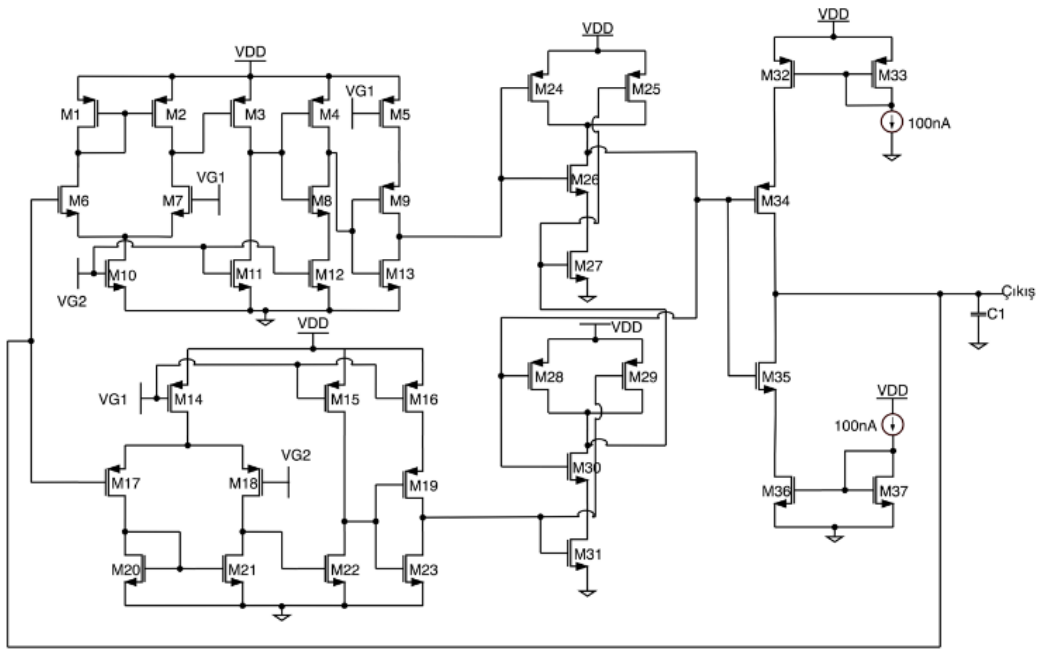 VDD
VDD
VDD
M1
M2
M3
M4
VG1
M5
M24
M25
M32
M33
100nA
M6
M7
VG1
M8
M9
M26
M34
VG2
M10
M11
M12
M13
M27
VDD
VDD
Çıkış
C1
VG1
M14
M15
M16
M28
M29
M35
VDD
100nA
M17
M18
VG2
M19
M30
M36
M37
M20
M21
M22
M23
M31